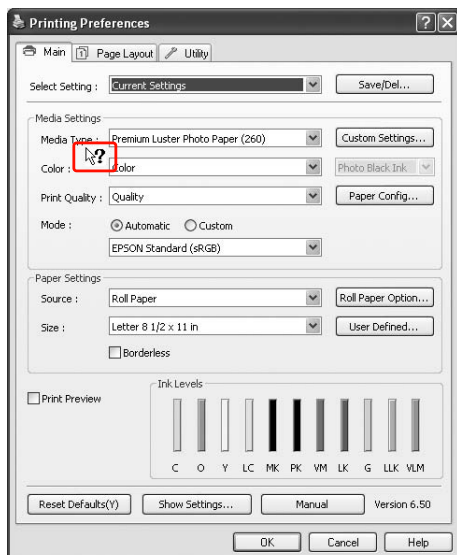 Printing Preferences
?
Main
1
Page Layout
Utility
Select Setting :
Current Settings
Save/Del...
Media Settings
Media Type :
Premium Luster Photo Paper (260)
Custom Settings...
?
Color :
Color
Photo Black Ink
Print Quality :
Quality
Paper Config...
Mode :
Automatic
Custom
EPSON Standard (sRGB)
Paper Settings
Source :
Roll Paper
Roll Paper Option...
Size :
Letter 8 1/2 x 11 in
User Defined...
Borderless
Print Preview
Ink Levels
C O Y LC MK PK VM LK G LLK VLM
Reset Defaults(Y)
Show Settings...
Manual
Version 6.50
OK
Cancel
Help